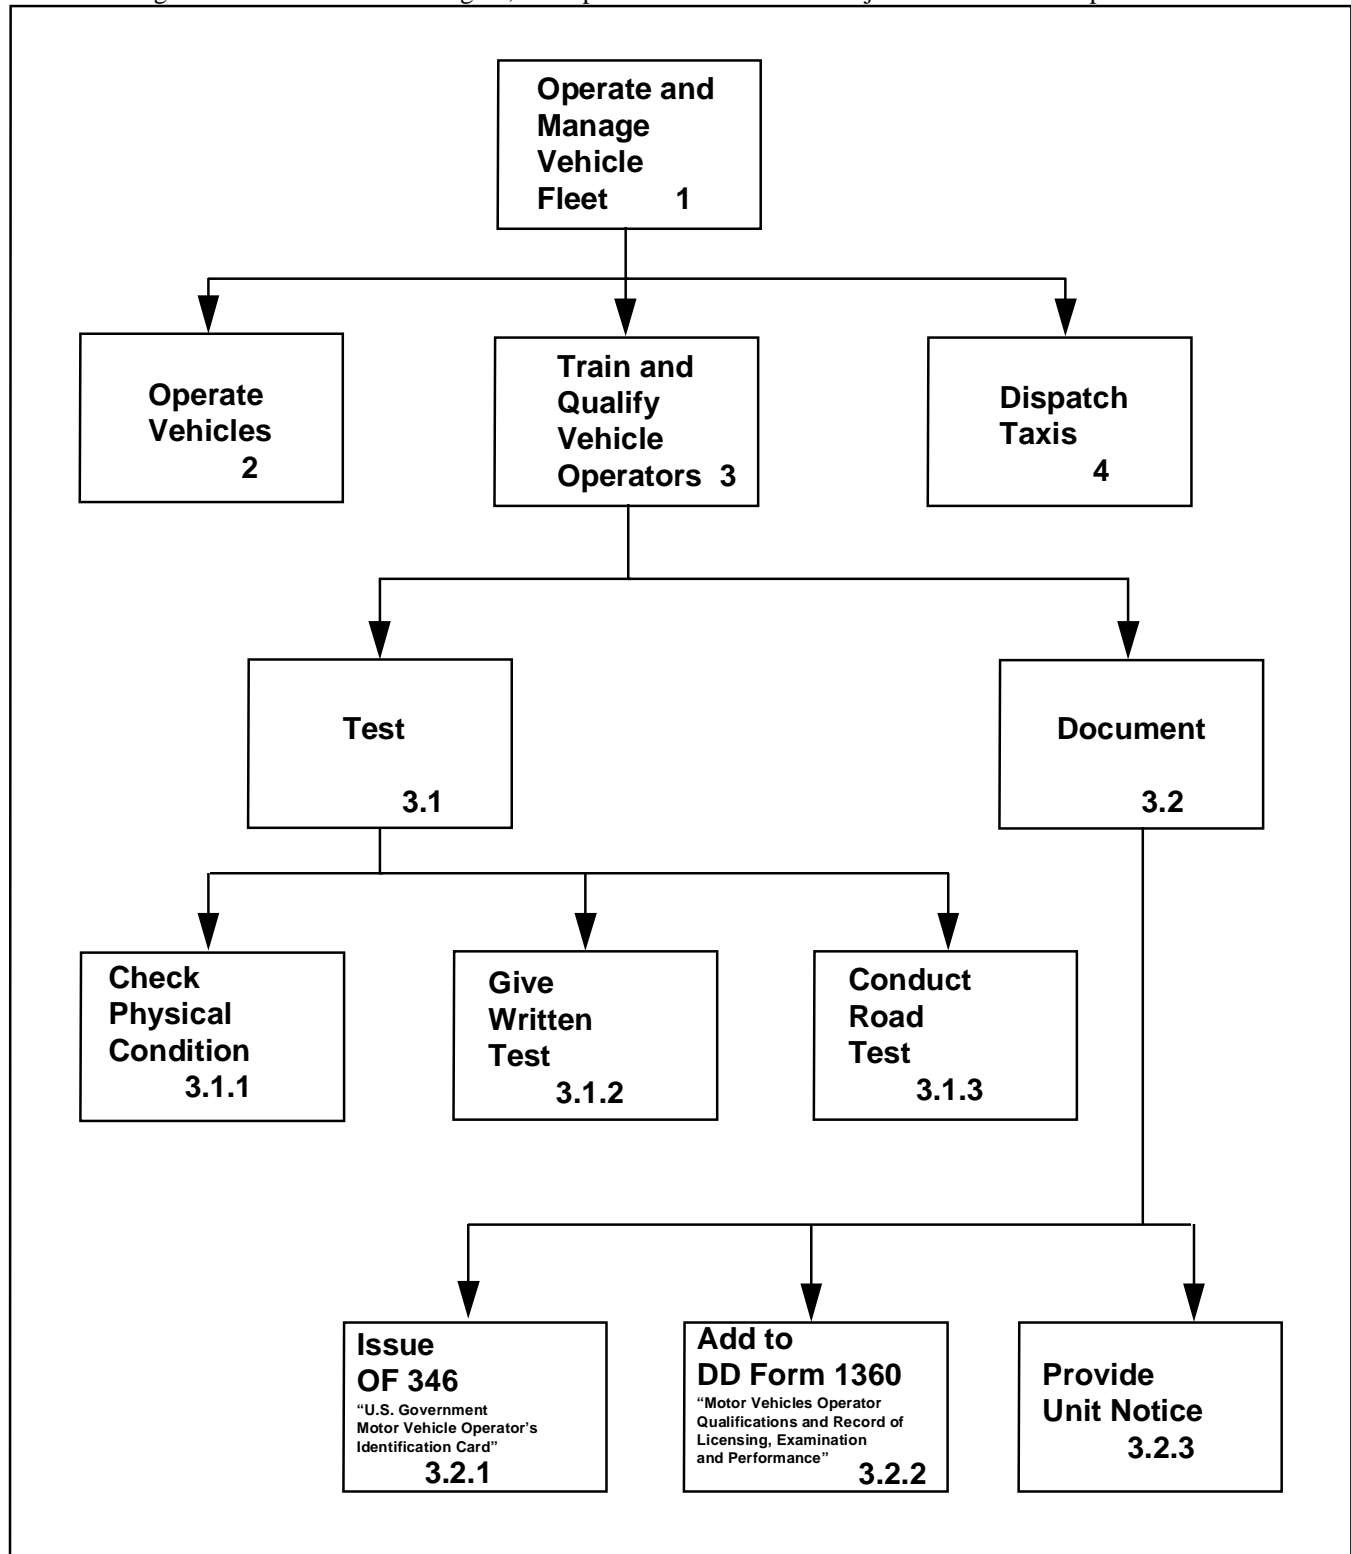 Operate and
Manage
Vehicle
Fleet 1
Operate
Vehicles
2
Train and
Qualify
Vehicle
Operators 3
Dispatch
Taxis
4
Test
3.1
Document
3.2
Check
Physical
Condition
3.1.1
Give
Written
Test
3.1.2
Conduct
Road
Test
3.1.3
Issue
OF 346
“U.S. Government
Motor Vehicle Operator’s
Identification Card”
3.2.1
Add to
DD Form 1360
“Motor Vehicles Operator
Qualifications and Record of
Licensing, Examination
and Performance”
3.2.2
Provide
Unit Notice
3.2.3